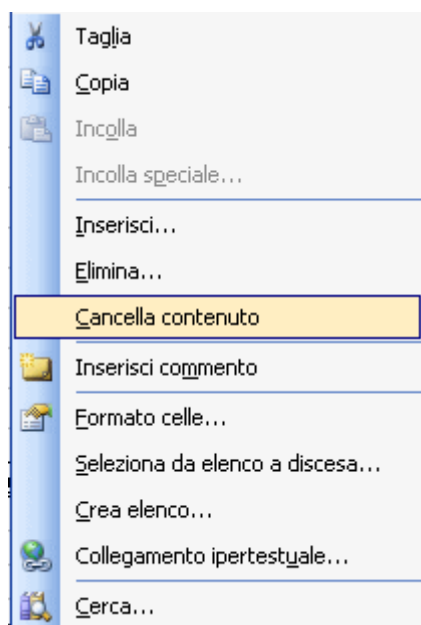 Taglia
Copia
Incolla
Incolla speciale...
Inserisci...
Elimina...
Cancella contenuto
Inserisci commento
Formato celle...
Seleziona da elenco a discesa...
Crea elenco...
Collegamento ipertestuale...
Cerca...